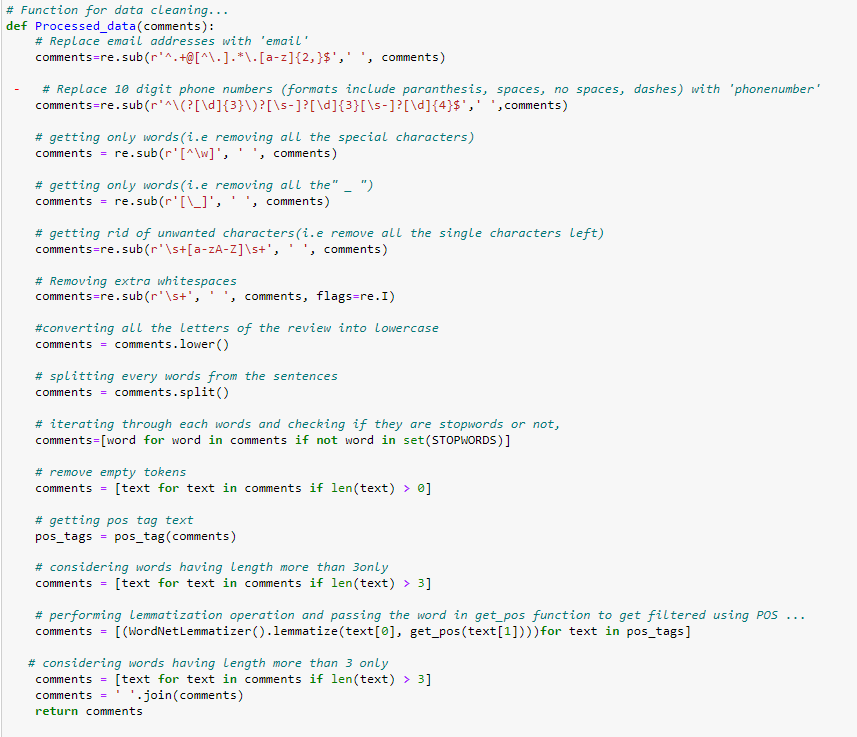 # Function for data cleaning...
def Processed_data(comments):
    # Replace email addresses with 'email'
    comments=re.sub(r'^.+@[^\.].*\.[a-z]{2,}$',' ', comments)
-   # Replace 10 digit phone numbers (formats include paranthesis, spaces, no spaces, dashes) with 'phonenumber'
    comments=re.sub(r'^\(?[\d]{3}\)?[\s-]?[\d]{3}[\s-]?[\d]{4}$',' ',comments)
    # getting only words(i.e removing all the special characters)
    comments = re.sub(r'[^\w]', ' ', comments)
    # getting only words(i.e removing all the" _ ")
    comments = re.sub(r'[\_]', ' ', comments)
    # getting rid of unwanted characters(i.e remove all the single characters left)
    comments=re.sub(r'\s+[a-zA-Z]\s+', ' ', comments)
    # Removing extra whitespaces
    comments=re.sub(r'\s+', ' ', comments, flags=re.I)
    #converting all the letters of the review into lowercase
    comments = comments.lower()
    # splitting every words from the sentences
    comments = comments.split()
    # iterating through each words and checking if they are stopwords or not,
    comments=[word for word in comments if not word in set(STOPWORDS)]
    # remove empty tokens
    comments = [text for text in comments if len(text) > 0]
    # getting pos tag text
    pos_tags = pos_tag(comments)
    # considering words having length more than 3only
    comments = [text for text in comments if len(text) > 3]
    # performing lemmatization operation and passing the word in get_pos function to get filtered using POS ...
    comments = [(WordNetLemmatizer().lemmatize(text[0], get_pos(text[1])))for text in pos_tags]
   # considering words having length more than 3 only
    comments = [text for text in comments if len(text) > 3]
    comments = ' '.join(comments)
    return comments